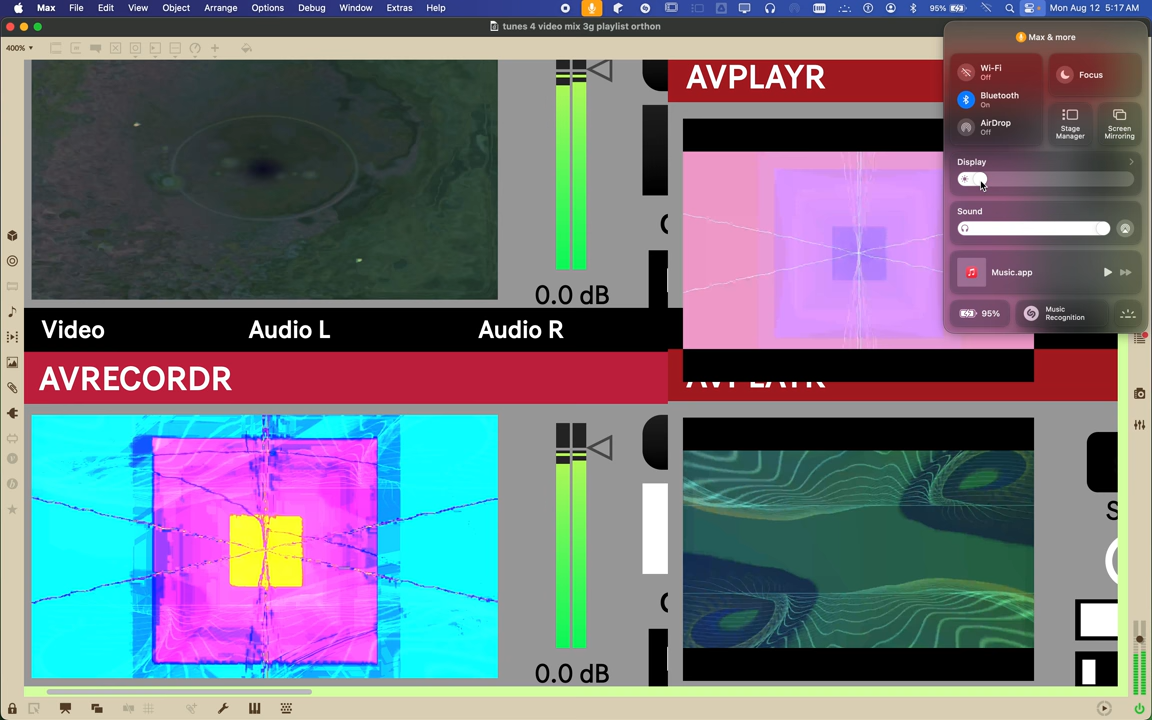 Max File Edit View Object Arrange Options Debug Window Extras Help 95% Mon Aug 12 5:17 AM
tunes 4 video mix 3g playlist orthon
400%
Max & more
Wi-Fi
Off
Focus
Bluetooth
On
AirDrop
Off
Stage
Manager
Screen
Mirroring
Display
Sound
Music.app
95%
Music
Recognition
AVPLAYR
0.0 dB
Video Audio L Audio R
AVRECORDR
AVPLAYR
0.0 dB